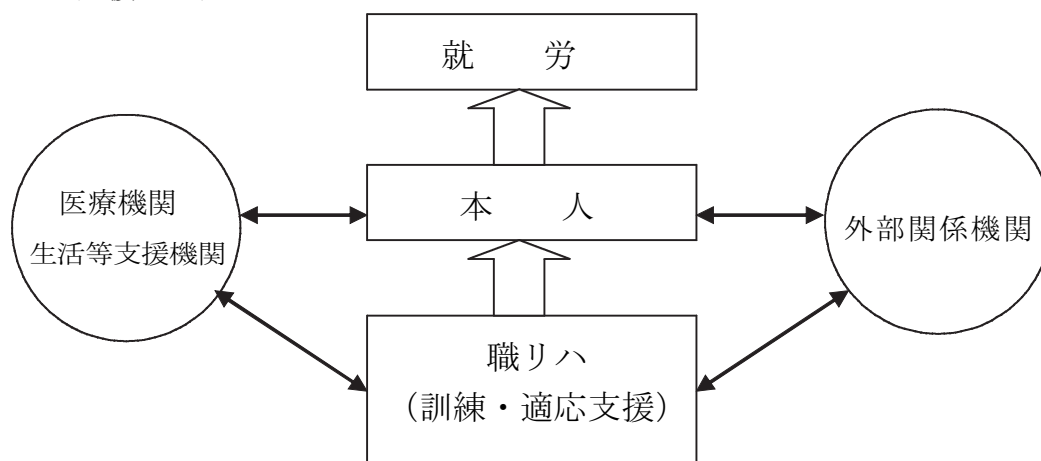 就 労
医療機関
生活等支援機関
本 人
外部関係機関
職リハ
（訓練・適応支援）